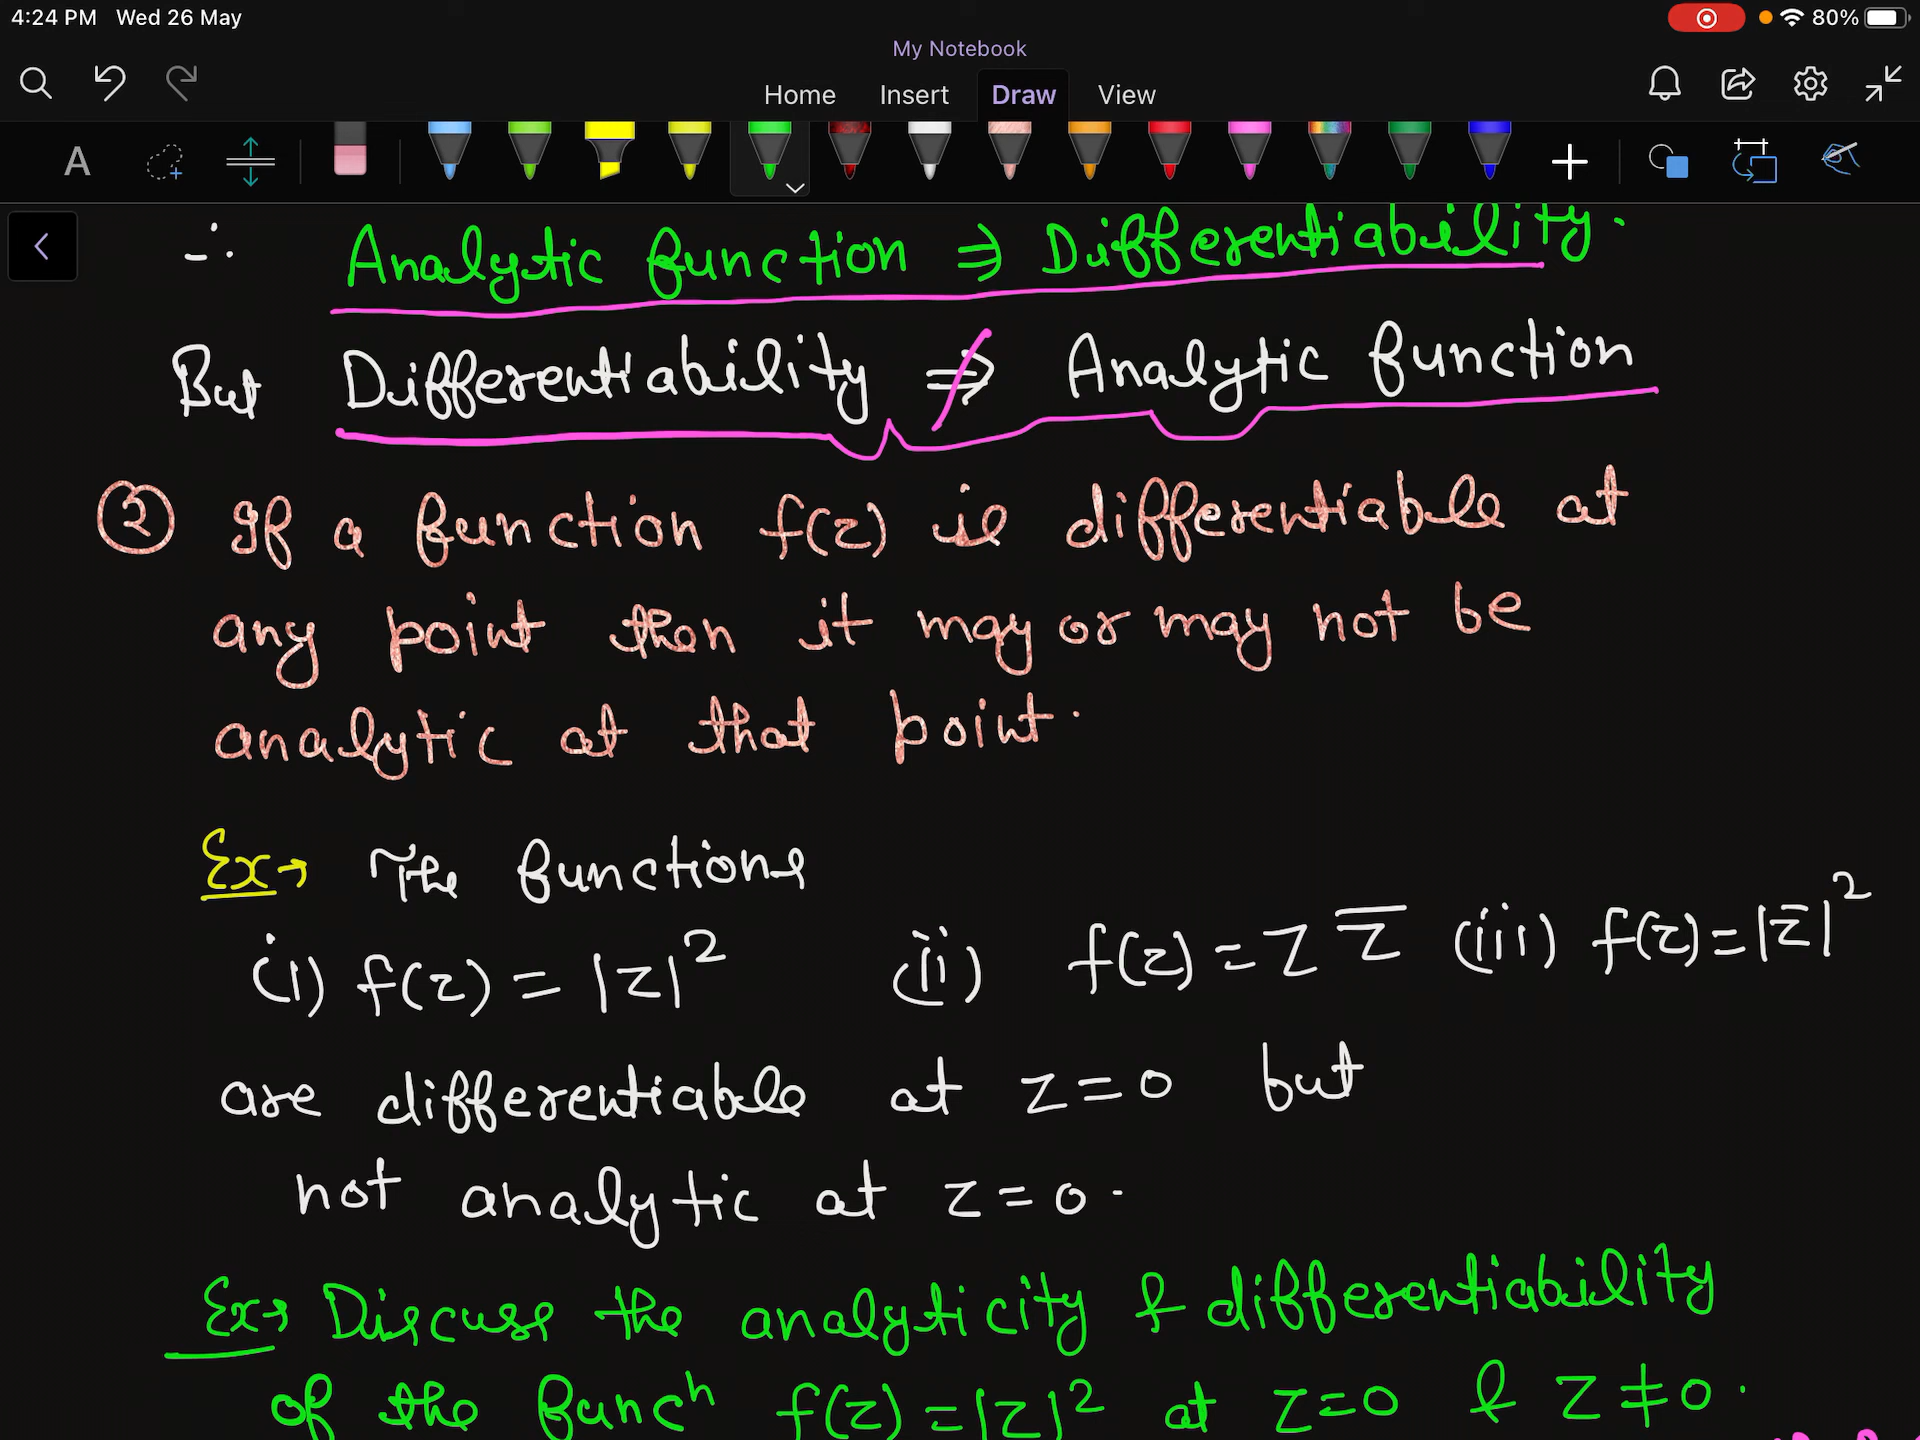 4:24 PM Wed 26 May 80%
My Notebook
Home Insert Draw View
A
∴ Analytic function ⇒ Differentiability.
But Differentiability ⇏ Analytic function
② If a function f(z) is differentiable at
any point then it may or may not be
analytic at that point.
Ex→ The functions
(i) f(z) = |z|² (ii) f(z) = z z̅ (iii) f(z) = |z̅|²
are differentiable at z=0 but
not analytic at z=0.
Ex→ Discuss the analyticity & differentiability
of the funcⁿ f(z) = |z|² at z=0 & z≠0.